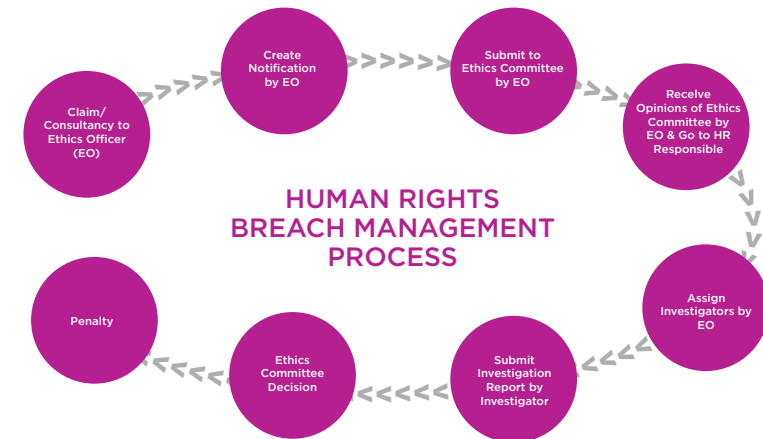 Claim/
Consultancy to
Ethics Officer
(EO)
Create
Notification
by EO
Submit to
Ethics Committee
by EO
Recelve
Opinions of Ethics
Committee by
EO & Go to HR
Responsible
HUMAN RIGHTS
BREACH MANAGEMENT
PROCESS
Assign
Investigators by
EO
Submit
Investigation
Report by
Investigator
Ethics
Committee
Decision
Penalty